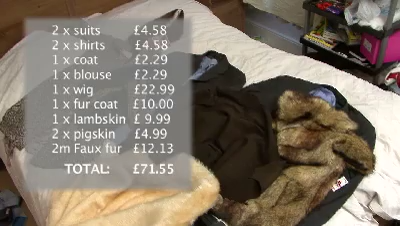 2 x suits £4.58
2 x shirts £4.58
1 x coat £2.29
1 x blouse £2.29
1 x wig £22.99
1 x fur coat £10.00
1 x lambskin £ 9.99
2 x pigskin £4.99
2m Faux fur £12.13
TOTAL: £71.55